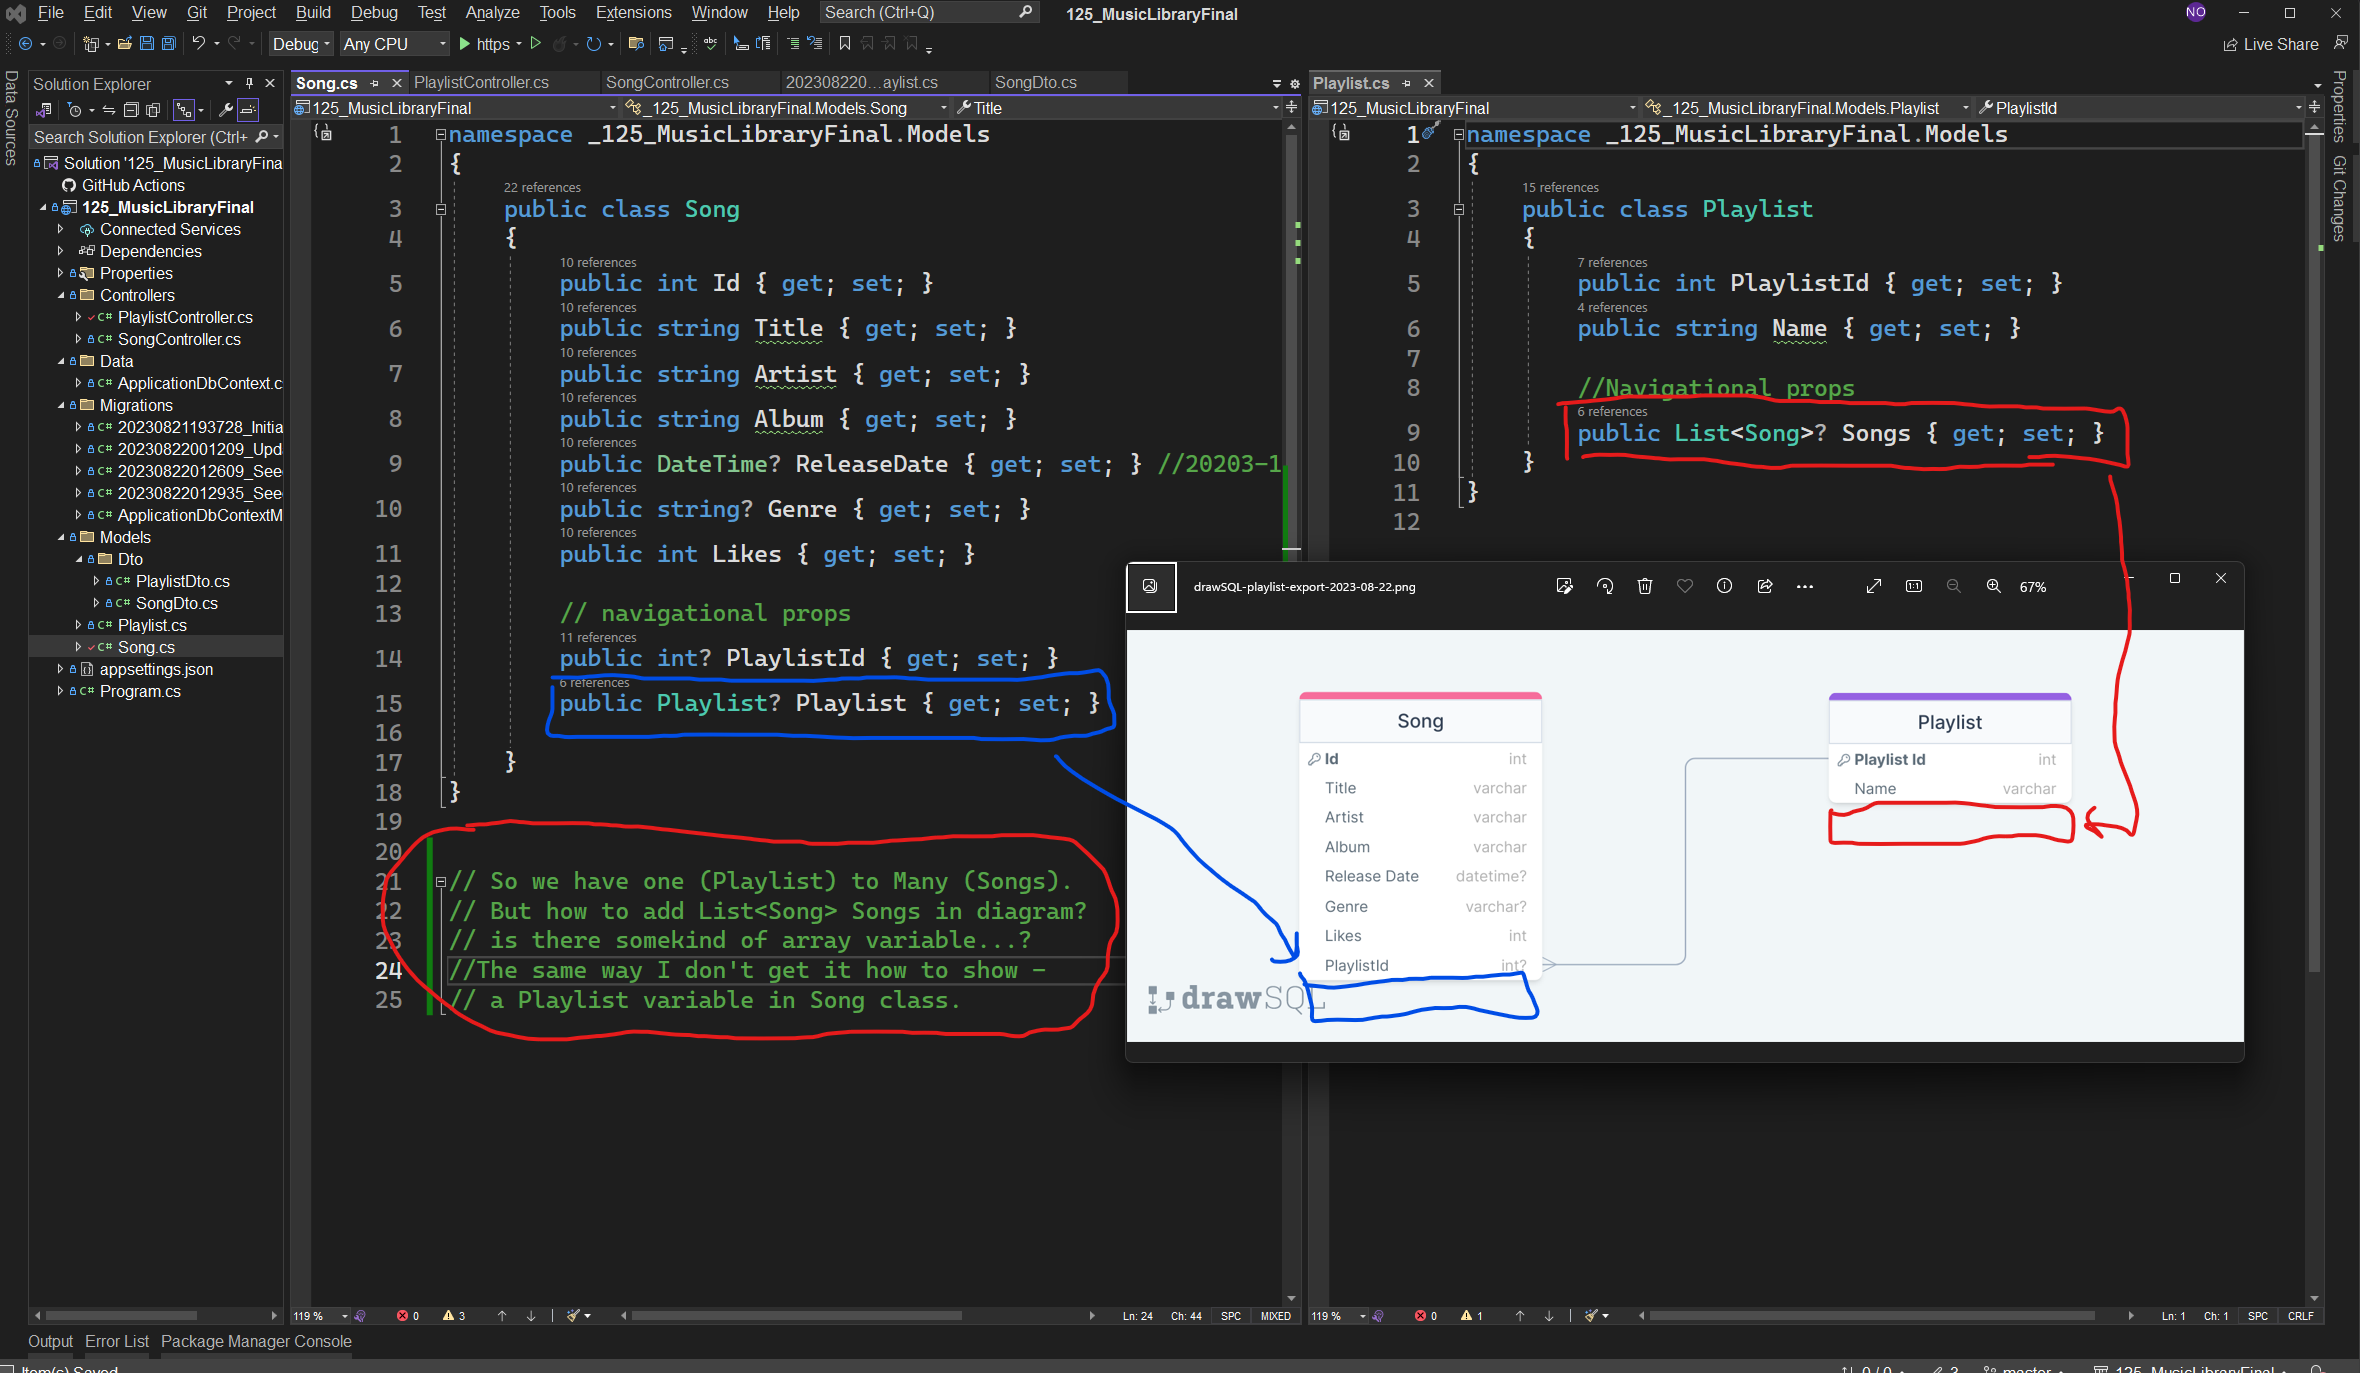 File Edit View Git Project Build Debug Test Analyze Tools Extensions Window Help Search (Ctrl+Q) 125_MusicLibraryFinal NO
Debug Any CPU https Live Share
Data Sources
Solution Explorer
Search Solution Explorer (Ctrl+
Solution '125_MusicLibraryFina
GitHub Actions
125_MusicLibraryFinal
Connected Services
Dependencies
Properties
Controllers
PlaylistController.cs
SongController.cs
Data
ApplicationDbContext.c
Migrations
20230821193728_Initia
20230822001209_Upd
20230822012609_See
20230822012935_See
ApplicationDbContextM
Models
Dto
PlaylistDto.cs
SongDto.cs
Playlist.cs
Song.cs
appsettings.json
Program.cs
Song.cs PlaylistController.cs SongController.cs 202308220...aylist.cs SongDto.cs
125_MusicLibraryFinal _125_MusicLibraryFinal.Models.Song Title
1 namespace _125_MusicLibraryFinal.Models
2 {
22 references
3 public class Song
4 {
10 references
5 public int Id { get; set; }
10 references
6 public string Title { get; set; }
10 references
7 public string Artist { get; set; }
10 references
8 public string Album { get; set; }
10 references
9 public DateTime? ReleaseDate { get; set; } //20203-1
10 references
10 public string? Genre { get; set; }
10 references
11 public int Likes { get; set; }
12
13 // navigational props
11 references
14 public int? PlaylistId { get; set; }
6 references
15 public Playlist? Playlist { get; set; }
16
17 }
18 }
19
20
21 // So we have one (Playlist) to Many (Songs).
22 // But how to add List<Song> Songs in diagram?
23 // is there somekind of array variable...?
24 //The same way I don't get it how to show -
25 // a Playlist variable in Song class.
119 % 0 3 Ln: 24 Ch: 44 SPC MIXED
Playlist.cs
125_MusicLibraryFinal _125_MusicLibraryFinal.Models.Playlist PlaylistId
1 namespace _125_MusicLibraryFinal.Models
2 {
15 references
3 public class Playlist
4 {
7 references
5 public int PlaylistId { get; set; }
4 references
6 public string Name { get; set; }
7
8 //Navigational props
6 references
9 public List<Song>? Songs { get; set; }
10 }
11 }
12
drawSQL-playlist-export-2023-08-22.png 67%
Song
Id int
Title varchar
Artist varchar
Album varchar
Release Date datetime?
Genre varchar?
Likes int
PlaylistId int?
Playlist
Playlist Id int
Name varchar
drawSQL
119 % 0 1 Ln: 1 Ch: 1 SPC CRLF
Properties
Git Changes
Output Error List Package Manager Console
Item(s) Saved 0 / 0 3 master 125_MusicLibraryFinal